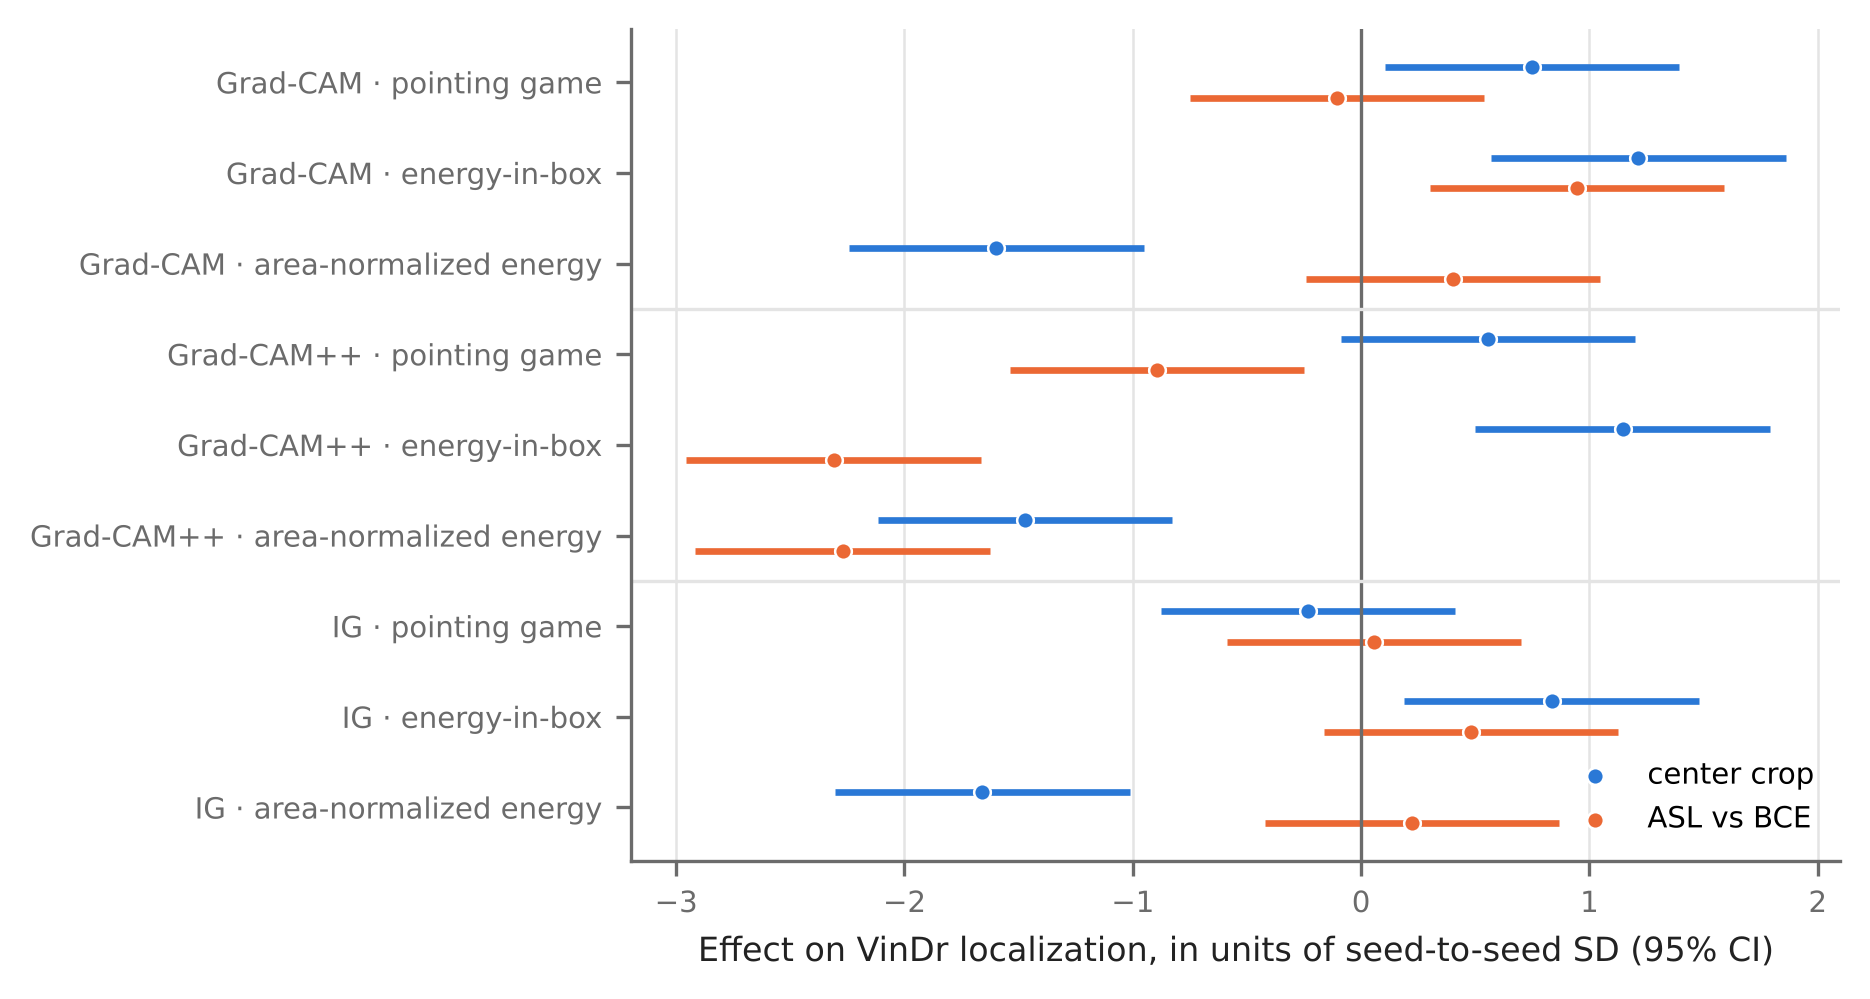 Grad-CAM · pointing game
Grad-CAM · energy-in-box
Grad-CAM · area-normalized energy
Grad-CAM++ · pointing game
Grad-CAM++ · energy-in-box
Grad-CAM++ · area-normalized energy
IG · pointing game
IG · energy-in-box
IG · area-normalized energy
center crop
ASL vs BCE
−3 −2 −1 0 1 2
Effect on VinDr localization, in units of seed-to-seed SD (95% CI)